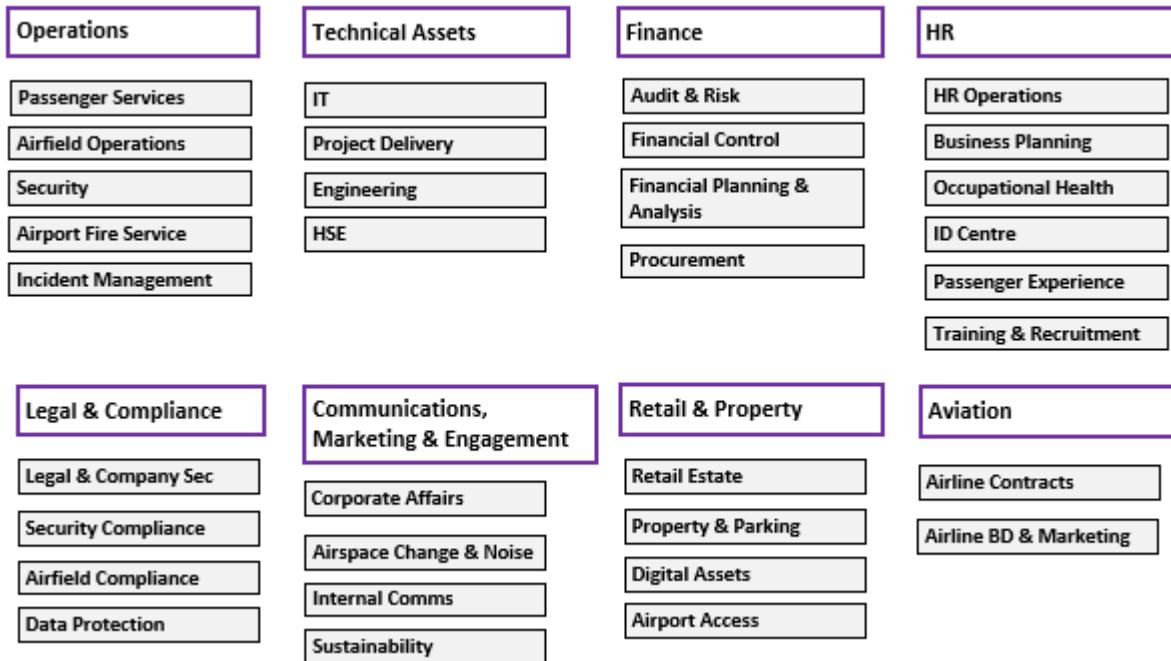 Operations
Passenger Services
Airfield Operations
Security
Airport Fire Service
Incident Management
Technical Assets
IT
Project Delivery
Engineering
HSE
Finance
Audit & Risk
Financial Control
Financial Planning &
Analysis
Procurement
HR
HR Operations
Business Planning
Occupational Health
ID Centre
Passenger Experience
Training & Recruitment
Legal & Compliance
Legal & Company Sec
Security Compliance
Airfield Compliance
Data Protection
Communications,
Marketing & Engagement
Corporate Affairs
Airspace Change & Noise
Internal Comms
Sustainability
Retail & Property
Retail Estate
Property & Parking
Digital Assets
Airport Access
Aviation
Airline Contracts
Airline BD & Marketing